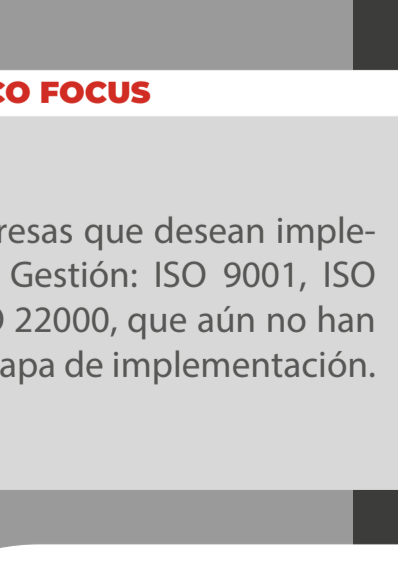 CO FOCUS
resas que desean imple-
Gestión: ISO 9001, ISO
22000, que aún no han
apa de implementación.